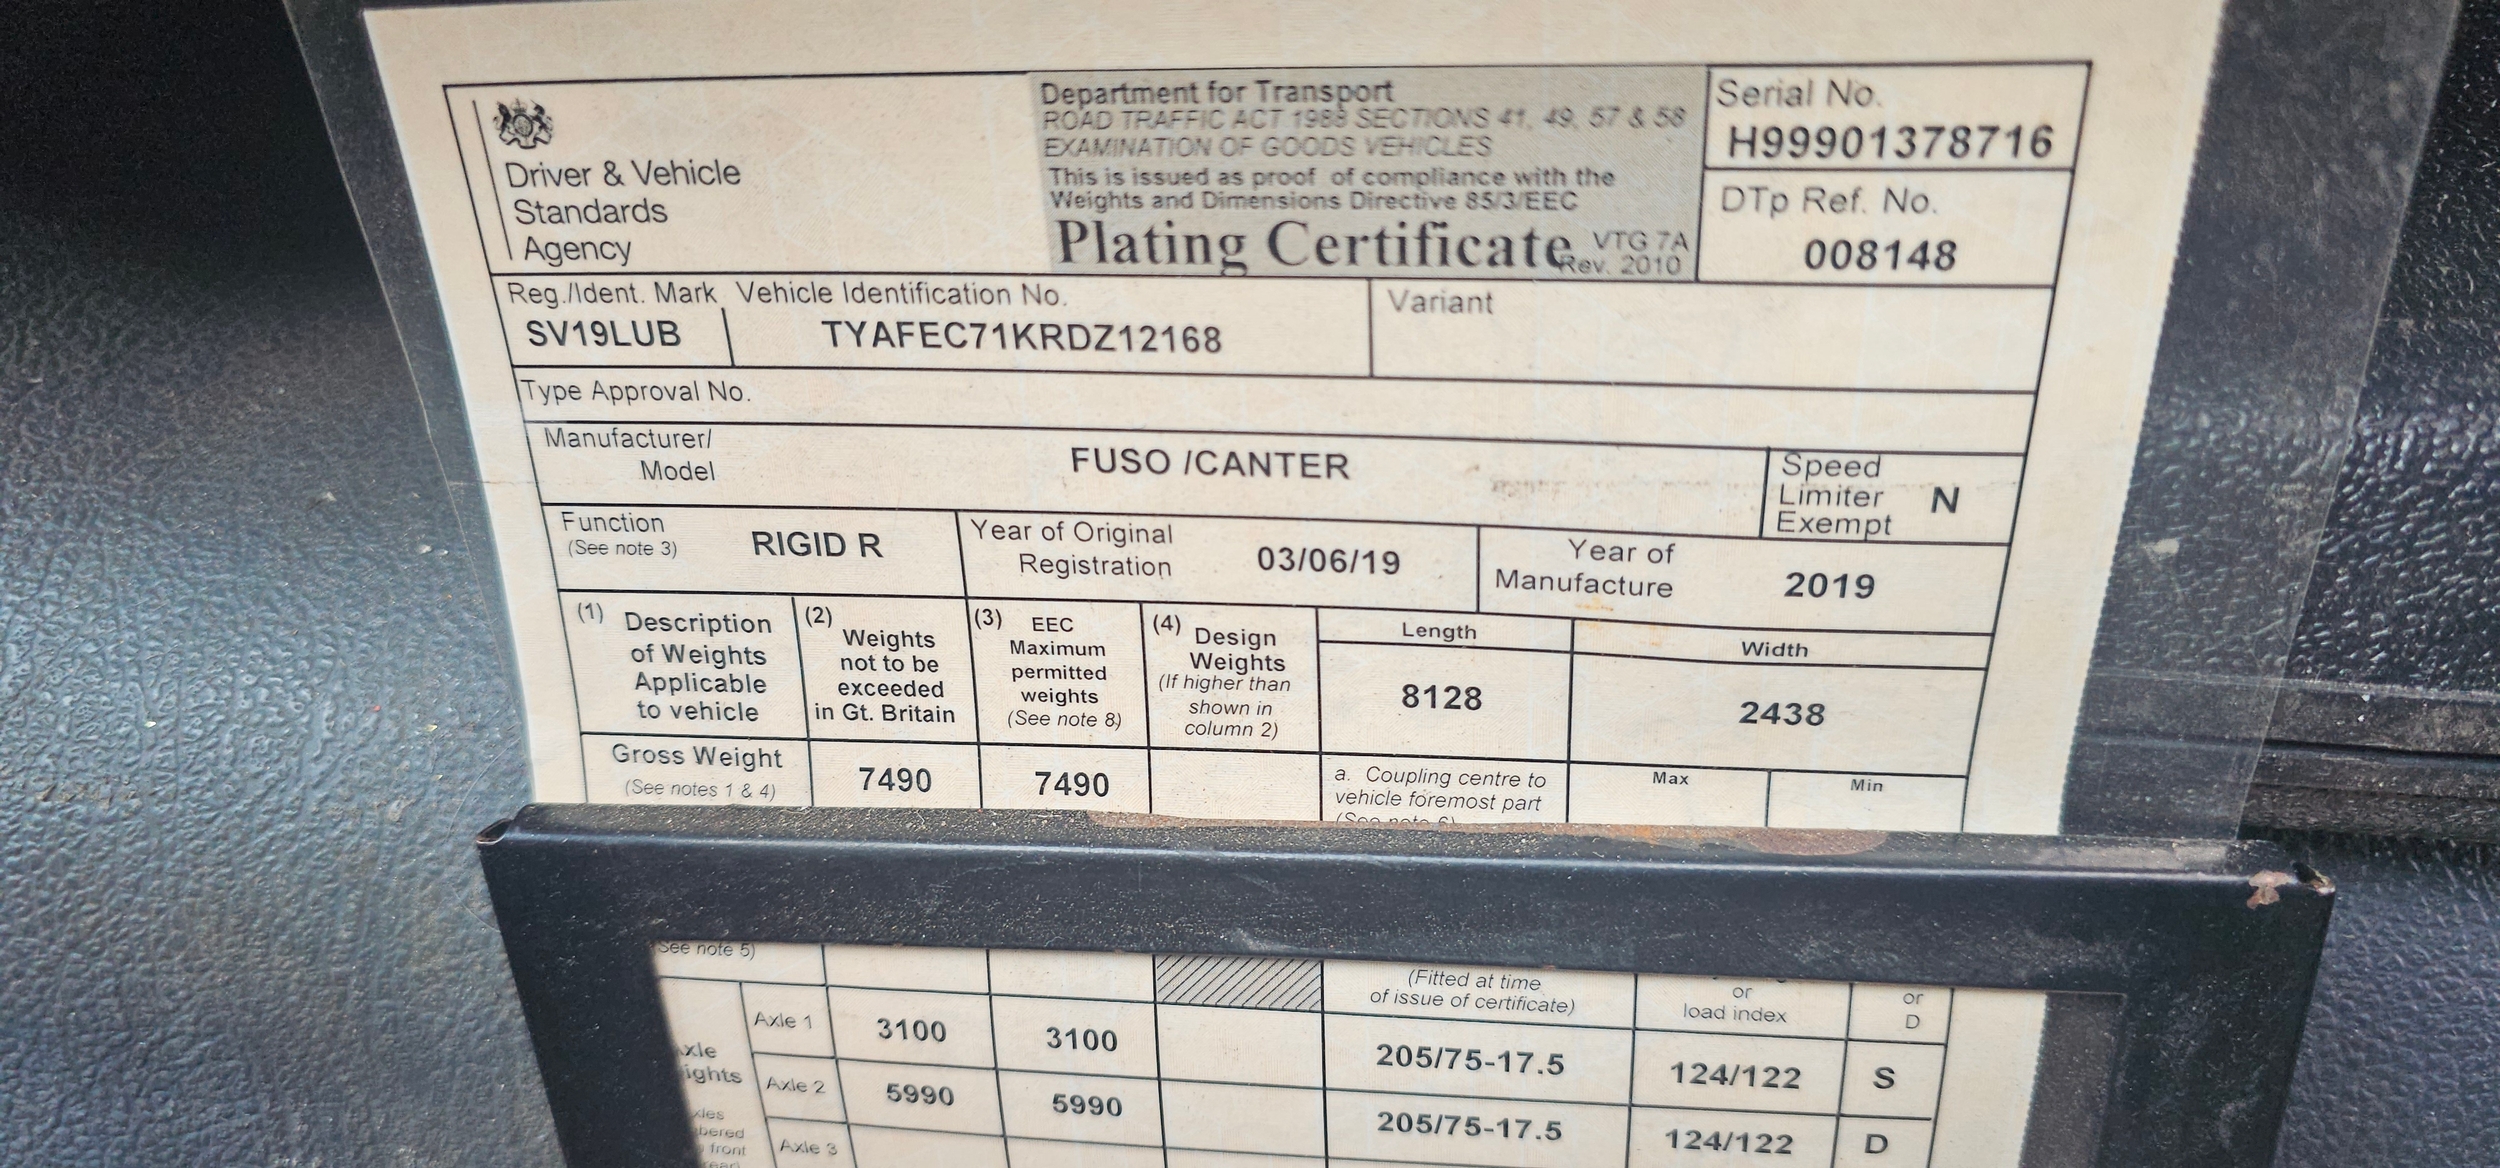 Driver & Vehicle
Standards
Agency
Department for Transport
ROAD TRAFFIC ACT 1988 SECTIONS 41, 49, 57 & 58
EXAMINATION OF GOODS VEHICLES
This is issued as proof of compliance with the
Weights and Dimensions Directive 85/3/EEC
Plating Certificate VTG 7A
Rev. 2010
Serial No.
H99901378716
DTp Ref. No.
008148
Reg./Ident. Mark
SV19LUB
Vehicle Identification No.
TYAFEC71KRDZ12168
Variant
Type Approval No.
Manufacturer/
Model
FUSO /CANTER
Speed
Limiter
Exempt
N
Function
(See note 3)
RIGID R
Year of Original
Registration
03/06/19
Year of
Manufacture
2019
(1) Description
of Weights
Applicable
to vehicle
(2) Weights
not to be
exceeded
in Gt. Britain
(3) EEC
Maximum
permitted
weights
(See note 8)
(4) Design
Weights
(If higher than
shown in
column 2)
Length
8128
Width
2438
Gross Weight
(See notes 1 & 4)
7490
7490
a. Coupling centre to
vehicle foremost part
(See note 6)
Max
Min
See note 5)
(Fitted at time
of issue of certificate)
or
load index
or
D
Axle 1
3100
3100
205/75-17.5
124/122
S
Axle 2
5990
5990
205/75-17.5
124/122
D
Axle 3
front